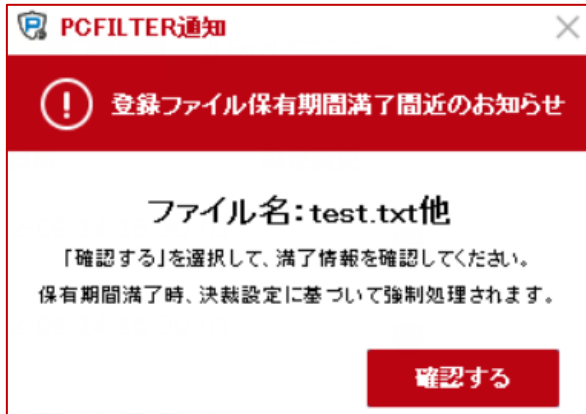 PCFILTER通知
登録ファイル保有期間満了間近のお知らせ
ファイル名:test.txt他
「確認する」を選択して、満了情報を確認してください。
保有期間満了時、決裁設定に基づいて強制処理されます。
確認する